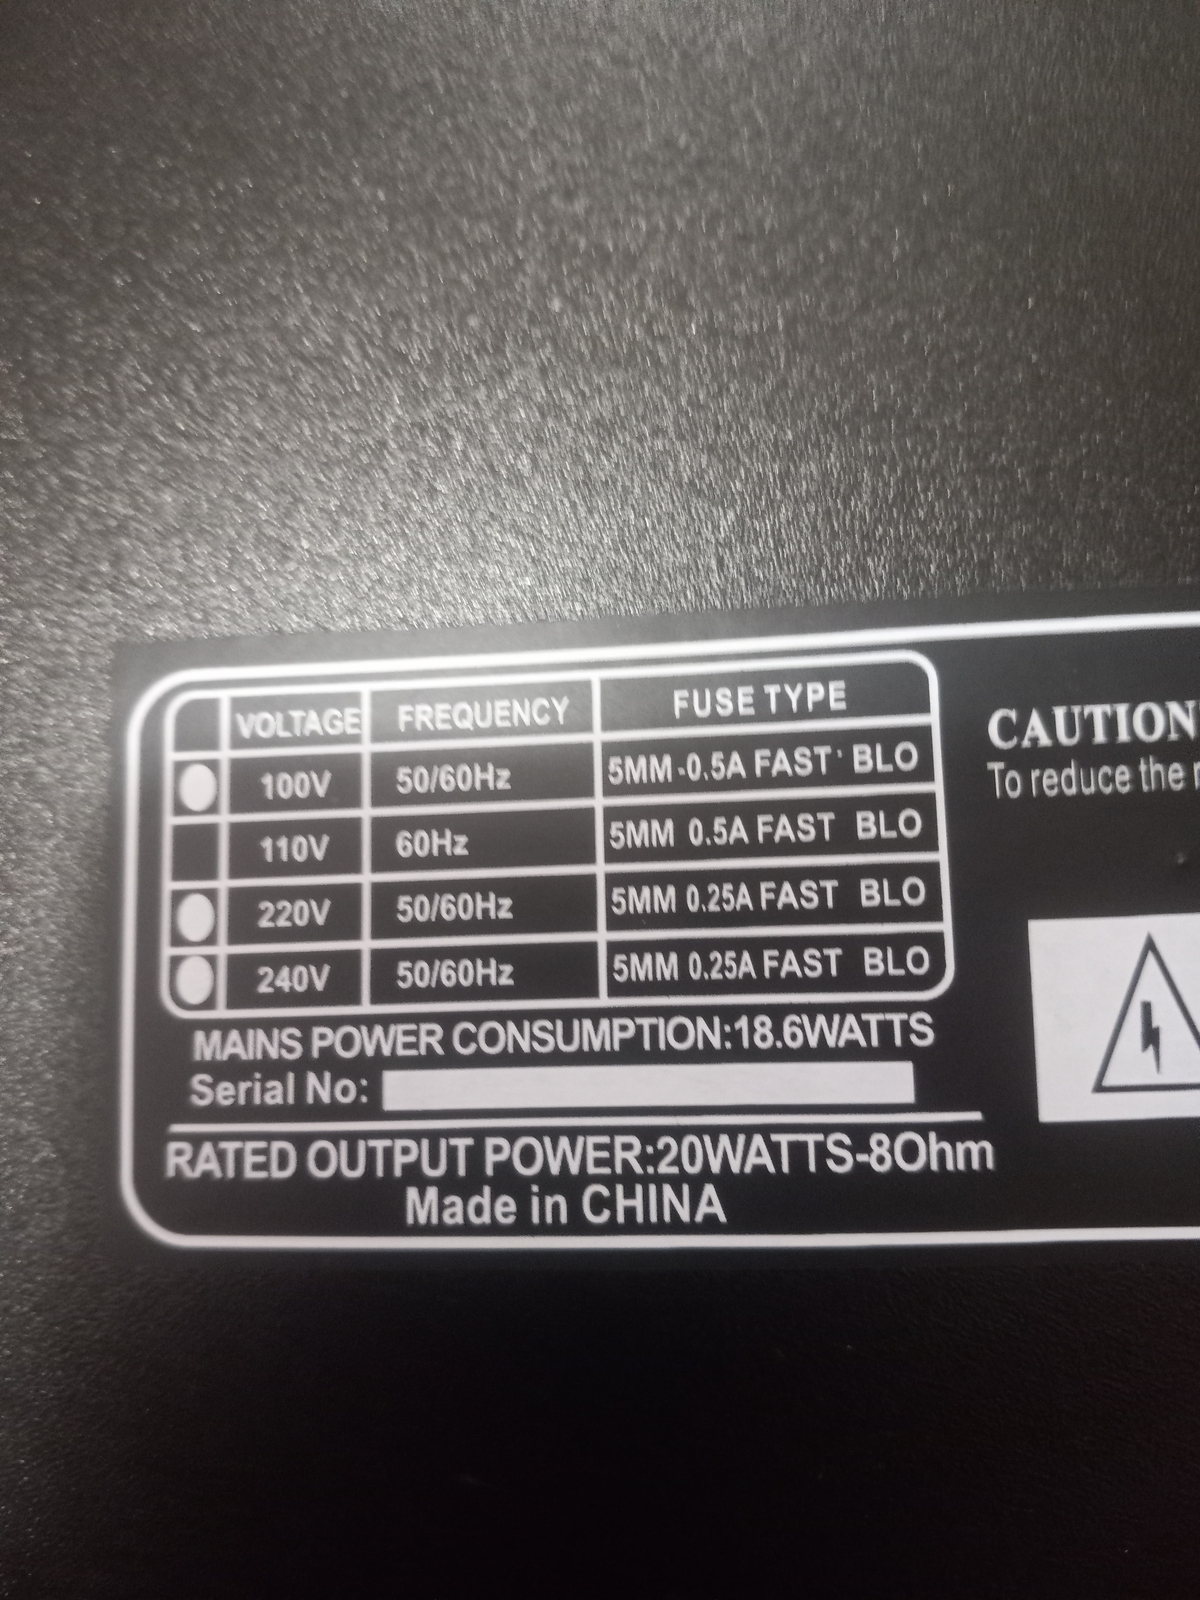 VOLTAGE FREQUENCY FUSE TYPE
100V 50/60Hz 5MM-0.5A FAST BLO
110V 60Hz 5MM 0.5A FAST BLO
220V 50/60Hz 5MM 0.25A FAST BLO
240V 50/60Hz 5MM 0.25A FAST BLO
MAINS POWER CONSUMPTION:18.6WATTS
Serial No:
RATED OUTPUT POWER:20WATTS-8Ohm
Made in CHINA
CAUTION
To reduce the